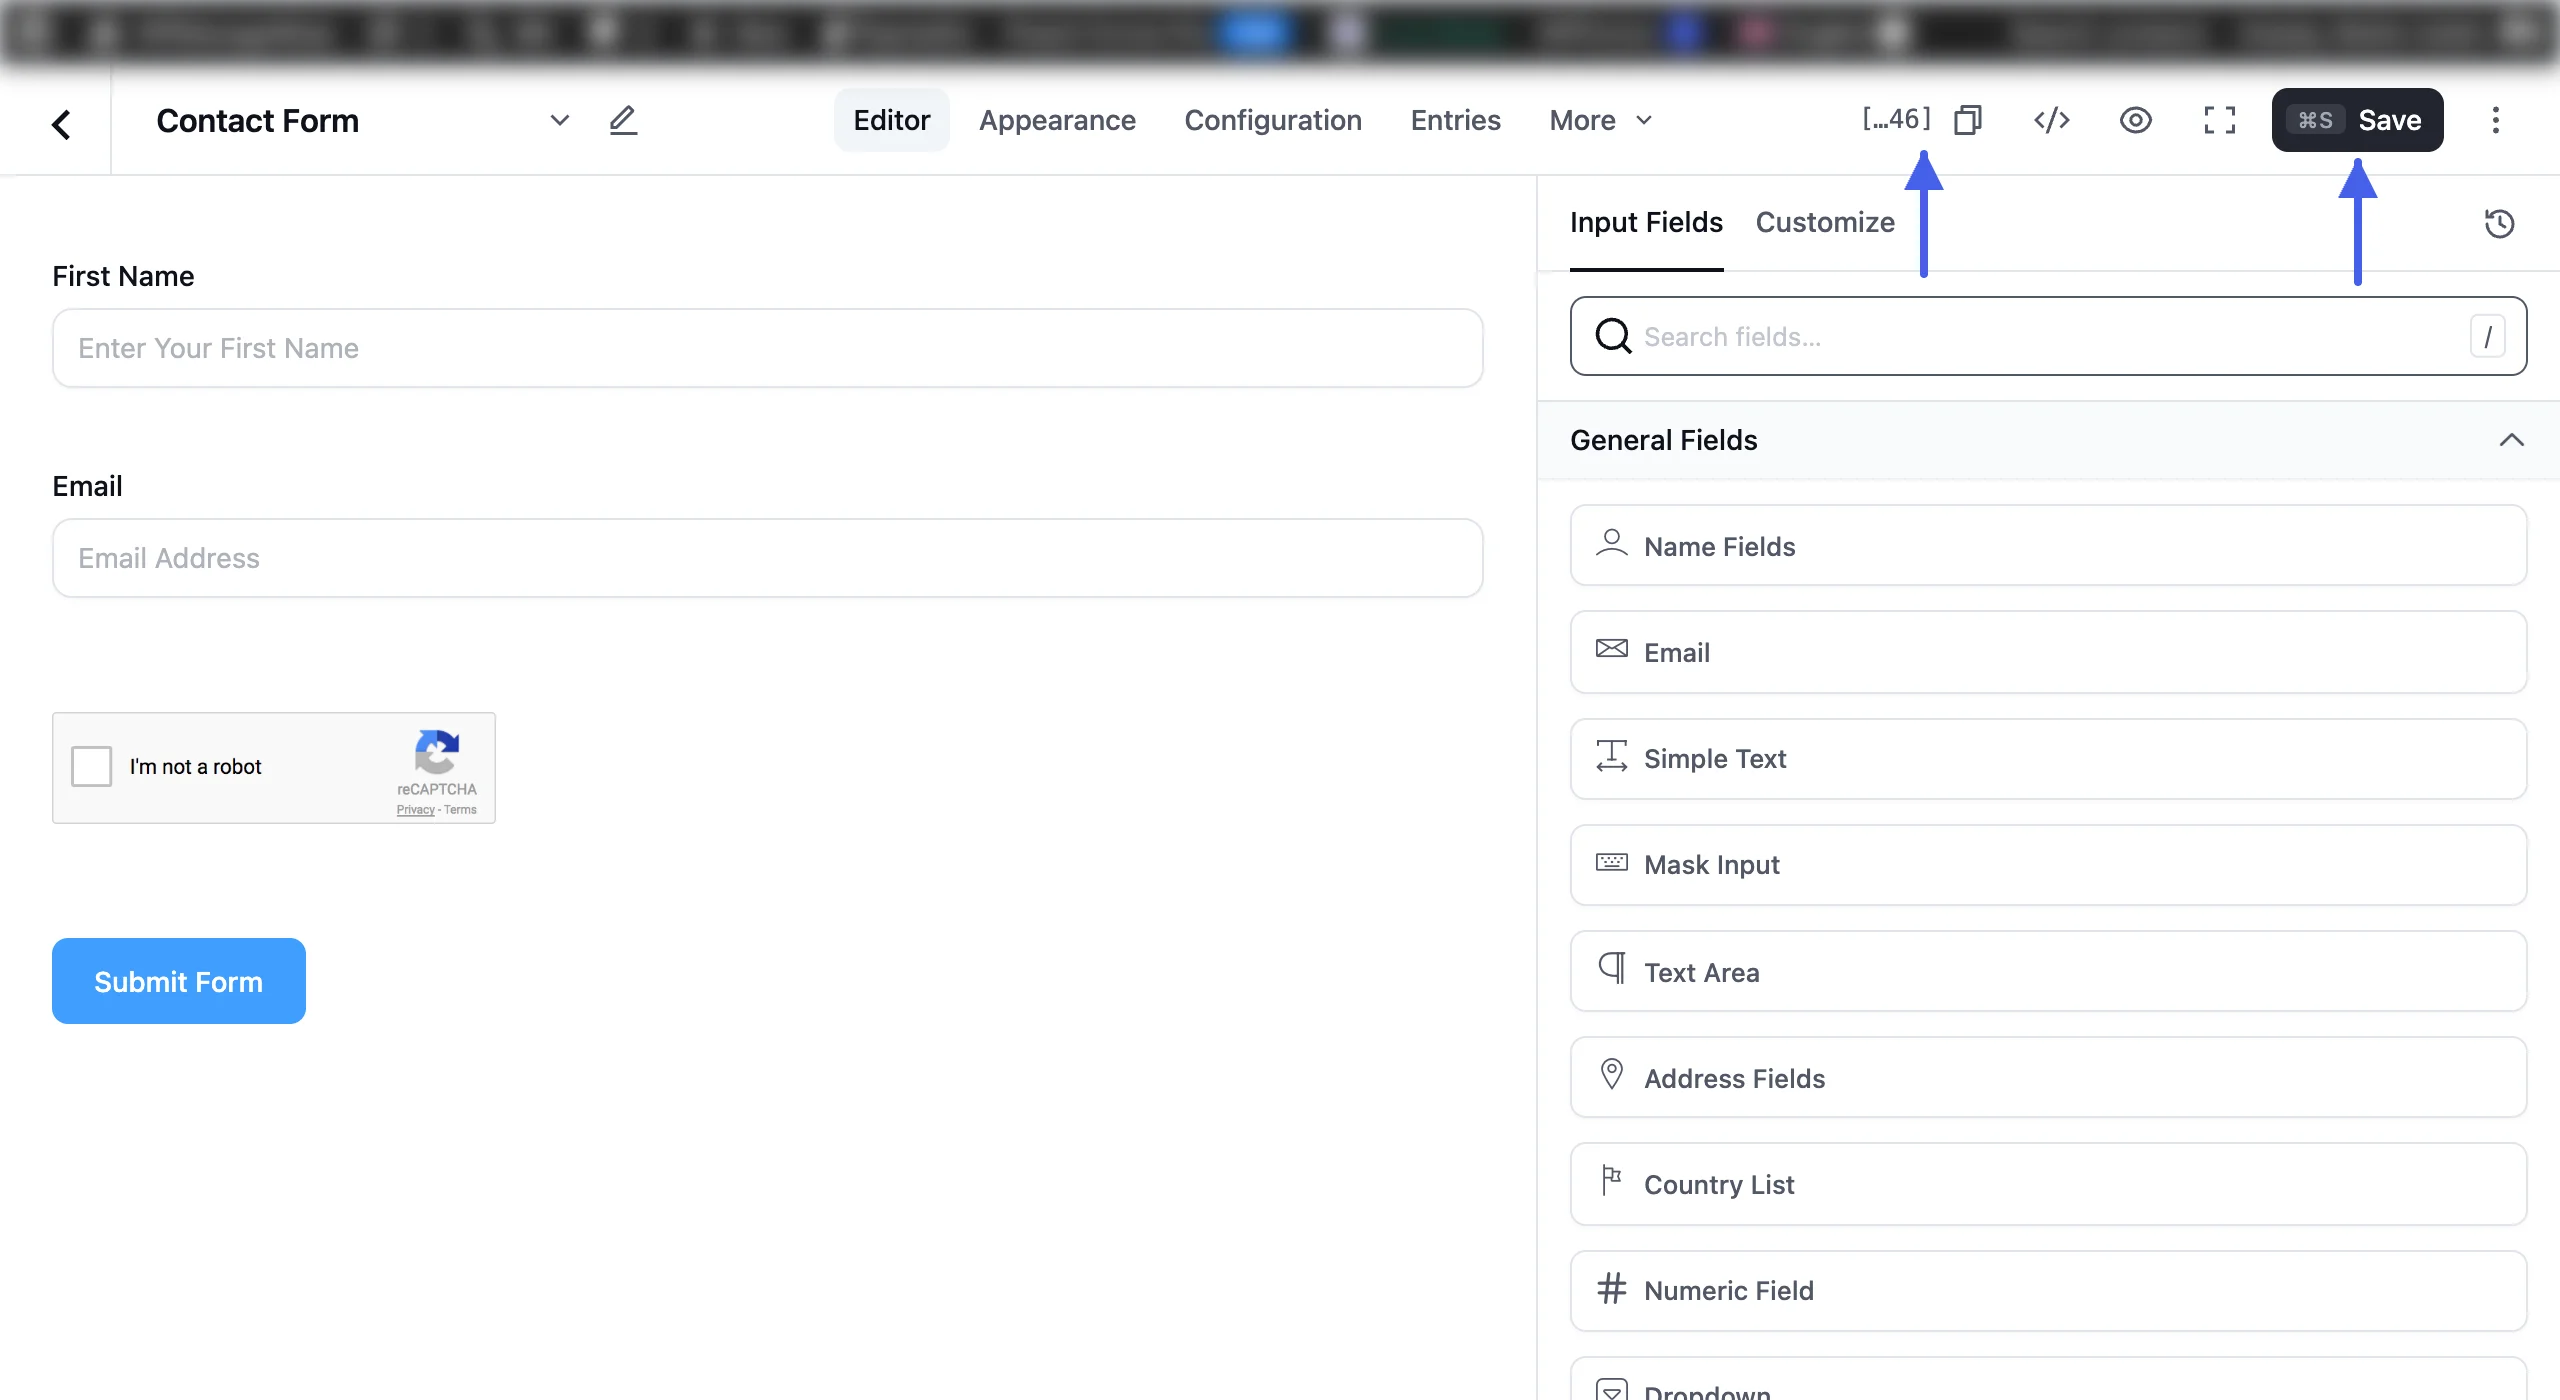 Contact Form
Editor Appearance Configuration Entries More [...46] </> ⌘S Save
Input Fields Customize
First Name
Enter Your First Name
Search fields... /
General Fields
Email
Email Address
Name Fields
Email
Simple Text
Mask Input
Text Area
Address Fields
Country List
Numeric Field
Dropdown
I'm not a robot
reCAPTCHA
Privacy - Terms
Submit Form